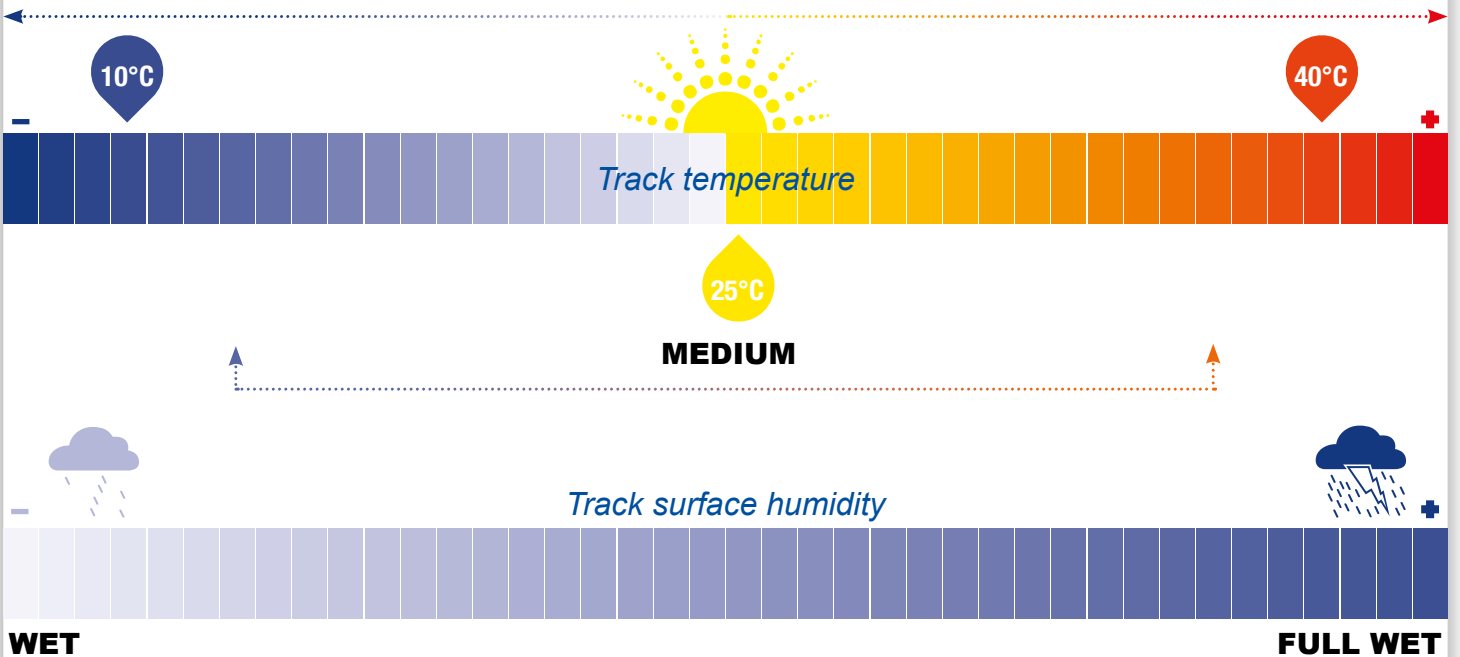 10°C
40°C
-
+
Track temperature
25°C
MEDIUM
Track surface humidity
-
+
WET
FULL WET